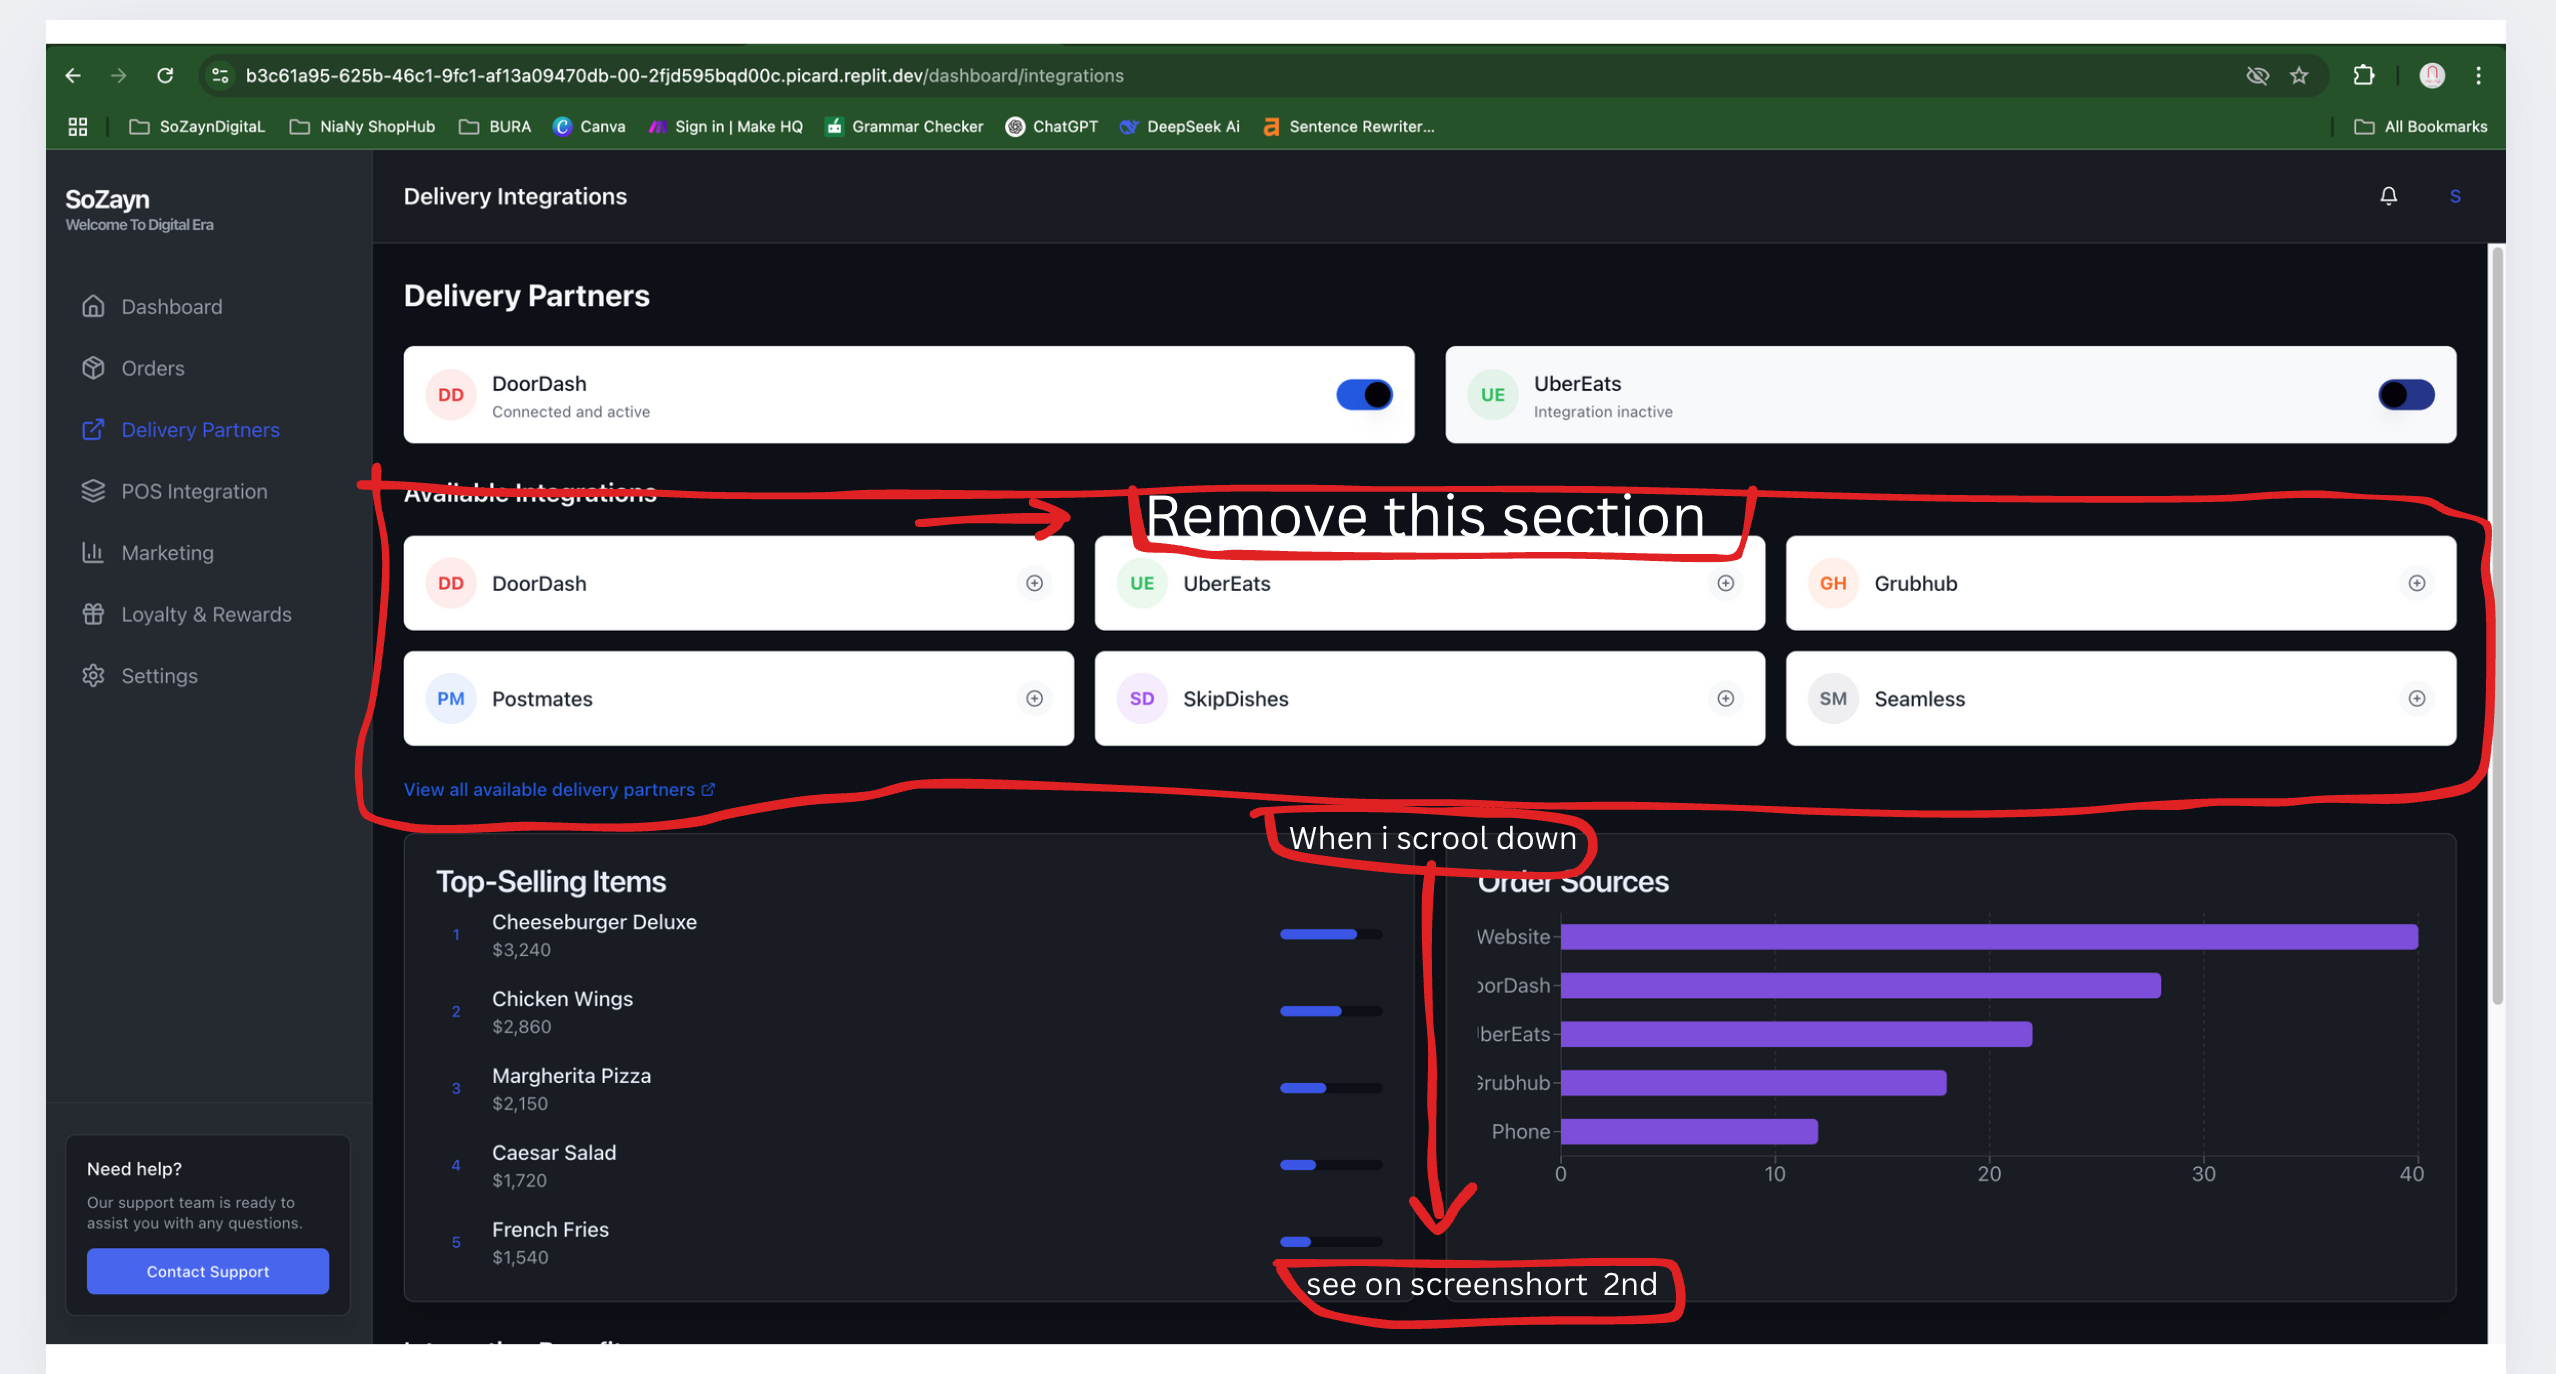 b3c61a95-625b-46c1-9fc1-af13a09470db-00-2fjd595bqd00c.picard.replit.dev/dashboard/integrations
SoZaynDigitaL NiaNy ShopHub BURA Canva Sign in | Make HQ Grammar Checker ChatGPT DeepSeek Ai Sentence Rewriter... All Bookmarks
SoZayn
Welcome To Digital Era
Dashboard
Orders
Delivery Partners
POS Integration
Marketing
Loyalty & Rewards
Settings
Need help?
Our support team is ready to
assist you with any questions.
Contact Support
Delivery Integrations
S
Delivery Partners
DD DoorDash
Connected and active
UE UberEats
Integration inactive
Available Integrations
Remove this section
DD DoorDash
UE UberEats
GH Grubhub
PM Postmates
SD SkipDishes
SM Seamless
View all available delivery partners
When i scrool down
Top-Selling Items
1 Cheeseburger Deluxe
$3,240
2 Chicken Wings
$2,860
3 Margherita Pizza
$2,150
4 Caesar Salad
$1,720
5 French Fries
$1,540
Order Sources
Website
oorDash
berEats
Grubhub
Phone
0 10 20 30 40
see on screenshort 2nd